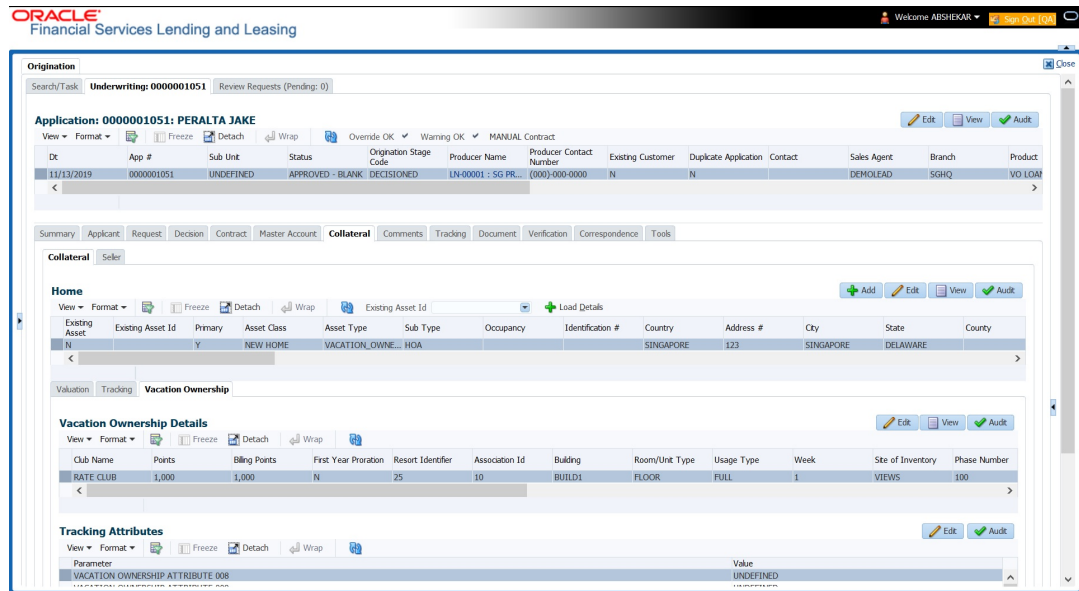 ORACLE®
Financial Services Lending and Leasing
Welcome ABSHEKAR Sign Out [QA]
Origination
Close
Search/Task Underwriting: 0000001051 Review Requests (Pending: 0)
Application: 0000001051: PERALTA JAKE
Edit View Audit
View Format Freeze Detach Wrap Override OK Warning OK MANUAL Contract
Dt App # Sub Unit Status Origination Stage Code Producer Name Producer Contact Number Existing Customer Duplicate Application Contact Sales Agent Branch Product
11/13/2019 0000001051 UNDEFINED APPROVED - BLANK DECISIONED LN-00001 : SG PR... (000)-000-0000 N N DEMOLEAD SGHQ VO LOAN
Summary Applicant Request Decision Contract Master Account Collateral Comments Tracking Document Verification Correspondence Tools
Collateral Seller
Home
Add Edit View Audit
View Format Freeze Detach Wrap Existing Asset Id Load Details
Existing Asset Existing Asset Id Primary Asset Class Asset Type Sub Type Occupancy Identification # Country Address # City State County
N Y NEW HOME VACATION_OWNE... HOA SINGAPORE 123 SINGAPORE DELAWARE
Valuation Tracking Vacation Ownership
Vacation Ownership Details
Edit View Audit
View Format Freeze Detach Wrap
Club Name Points Billing Points First Year Proration Resort Identifier Association Id Building Room/Unit Type Usage Type Week Site of Inventory Phase Number
RATE CLUB 1,000 1,000 N 25 10 BUILD1 FLOOR FULL 1 VIEWS 100
Tracking Attributes
Edit Audit
View Format Freeze Detach Wrap
Parameter Value
VACATION OWNERSHIP ATTRIBUTE 008 UNDEFINED